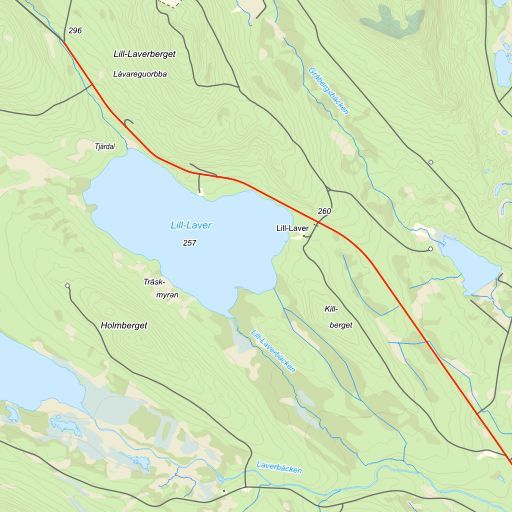 296
Lill-Laverberget
Lávareguorbba
Gråbergsbäcken
Tjärdal
260
Lill-Laver
Lill-Laver
257
Träsk-
myran
Kill-
berget
Holmberget
Lill-Laverbäcken
Laverbäcken